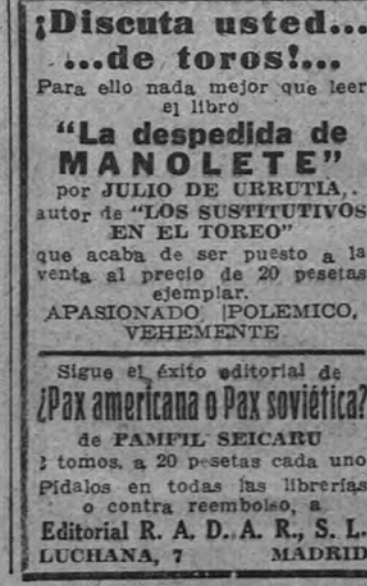 ¡Discuta usted...
...de toros!...
Para ello nada mejor que leer
el libro
“La despedida de
MANOLETE”
por JULIO DE URRUTIA,
autor de “LOS SUSTITUTIVOS
EN EL TOREO”
que acaba de ser puesto a la
venta al precio de 20 pesetas
ejemplar.
APASIONADO, POLEMICO,
VEHEMENTE
Sigue el éxito editorial de
¿Pax americana o Pax soviética?
de PAMFIL SEICARU
2 tomos, a 20 pesetas cada uno
Pídalos en todas las librerías
o contra reembolso, a
Editorial R. A. D. A. R., S. L.
LUCHANA, 7 MADRID